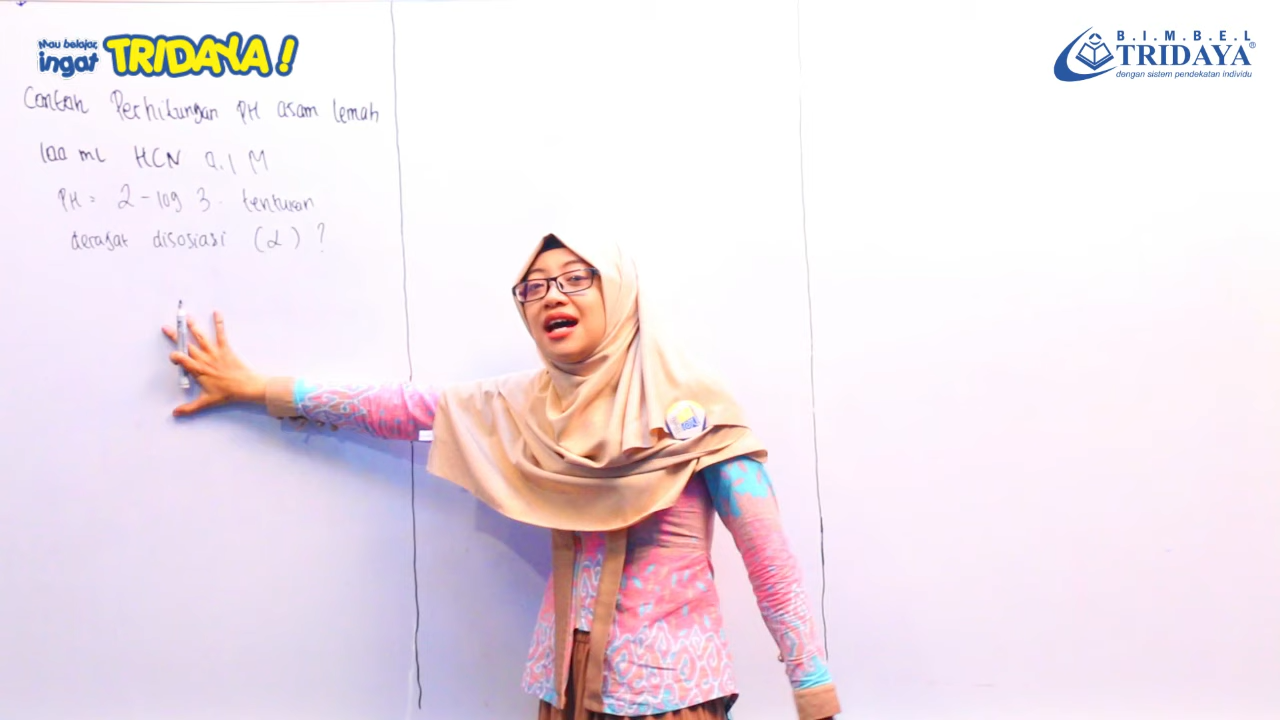 Mau belajar,
ingat TRIDAYA !
B.I.M.B.E.L
TRIDAYA®
dengan sistem pendekatan individu
Contoh Perhitungan PH asam lemah
100 mL HCN 0,1 M
PH = 2 - log 3. tentukan
derajat disosiasi (α) ?